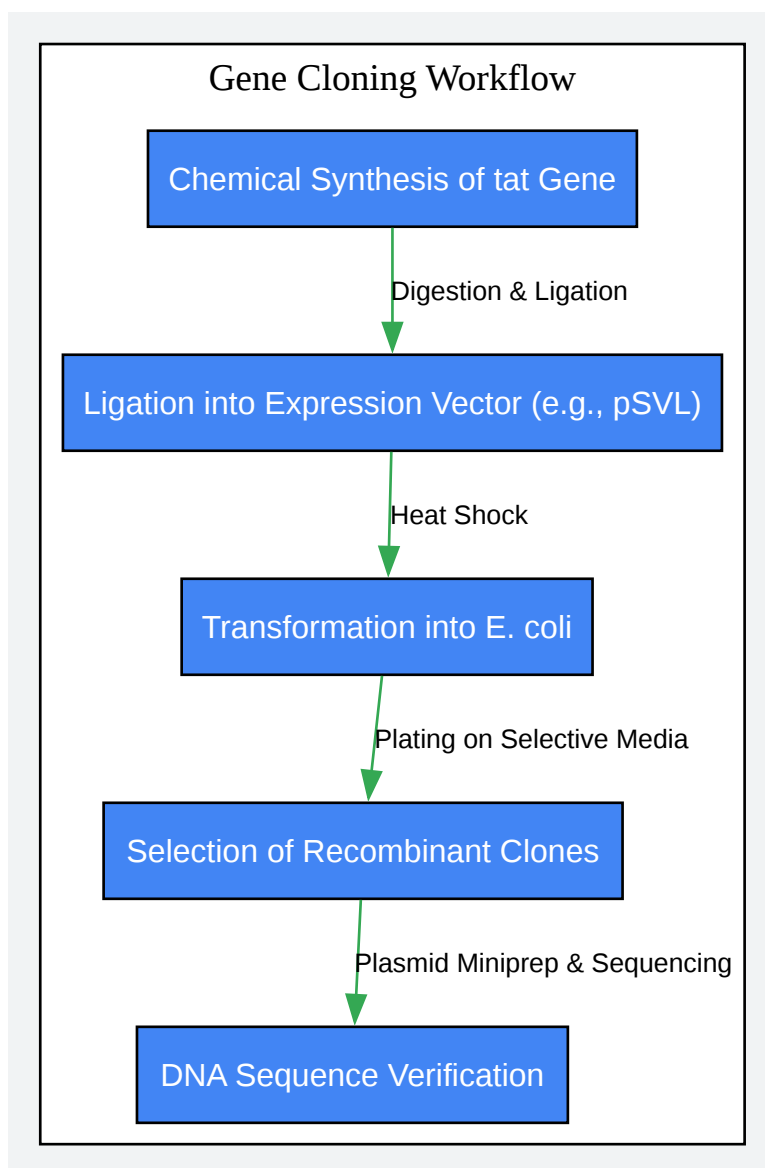 Gene Cloning Workflow
Chemical Synthesis of tat Gene
Digestion & Ligation
Ligation into Expression Vector (e.g., pSVL)
Heat Shock
Transformation into E. coli
Plating on Selective Media
Selection of Recombinant Clones
Plasmid Miniprep & Sequencing
DNA Sequence Verification